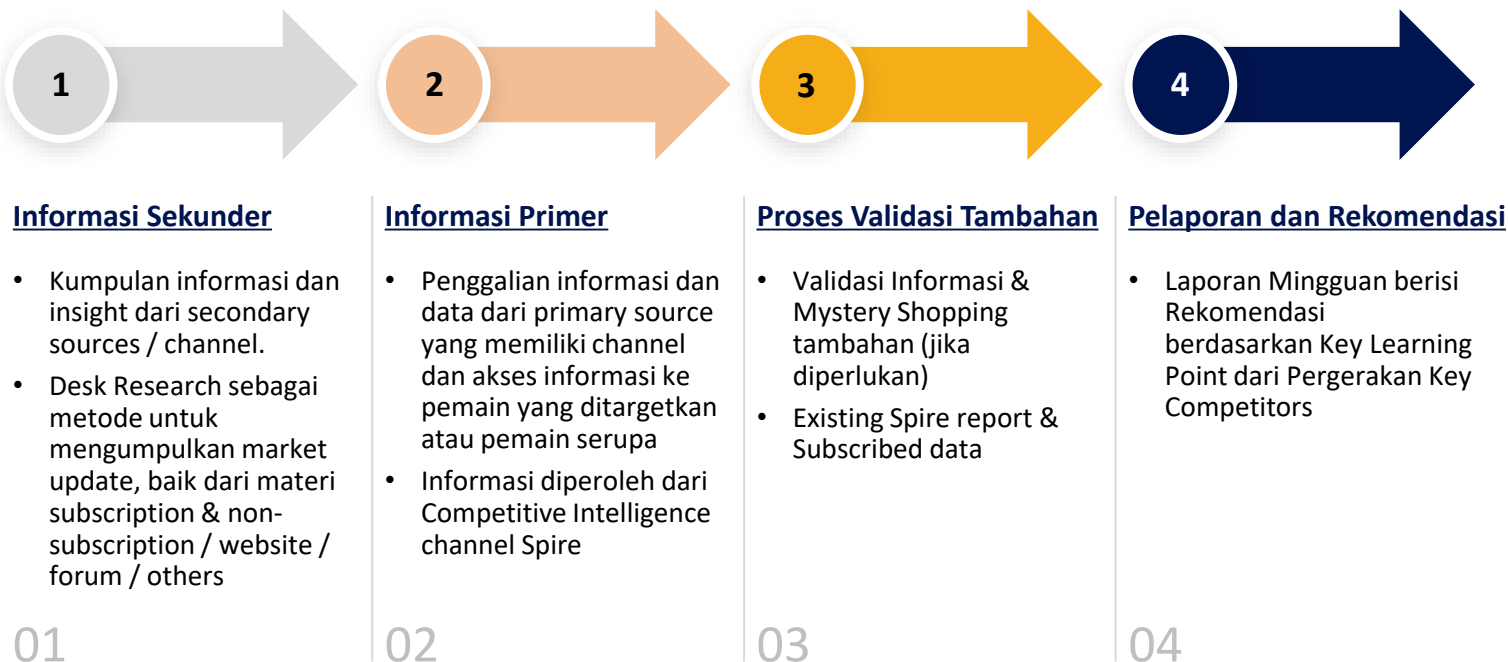 1
2
3
4
Informasi Sekunder
• Kumpulan informasi dan
insight dari secondary
sources / channel.
• Desk Research sebagai
metode untuk
mengumpulkan market
update, baik dari materi
subscription & non-
subscription / website /
forum / others
01
Informasi Primer
• Penggalian informasi dan
data dari primary source
yang memiliki channel
dan akses informasi ke
pemain yang ditargetkan
atau pemain serupa
• Informasi diperoleh dari
Competitive Intelligence
channel Spire
02
Proses Validasi Tambahan
• Validasi Informasi &
Mystery Shopping
tambahan (jika
diperlukan)
• Existing Spire report &
Subscribed data
03
Pelaporan dan Rekomendasi
• Laporan Mingguan berisi
Rekomendasi
berdasarkan Key Learning
Point dari Pergerakan Key
Competitors
04